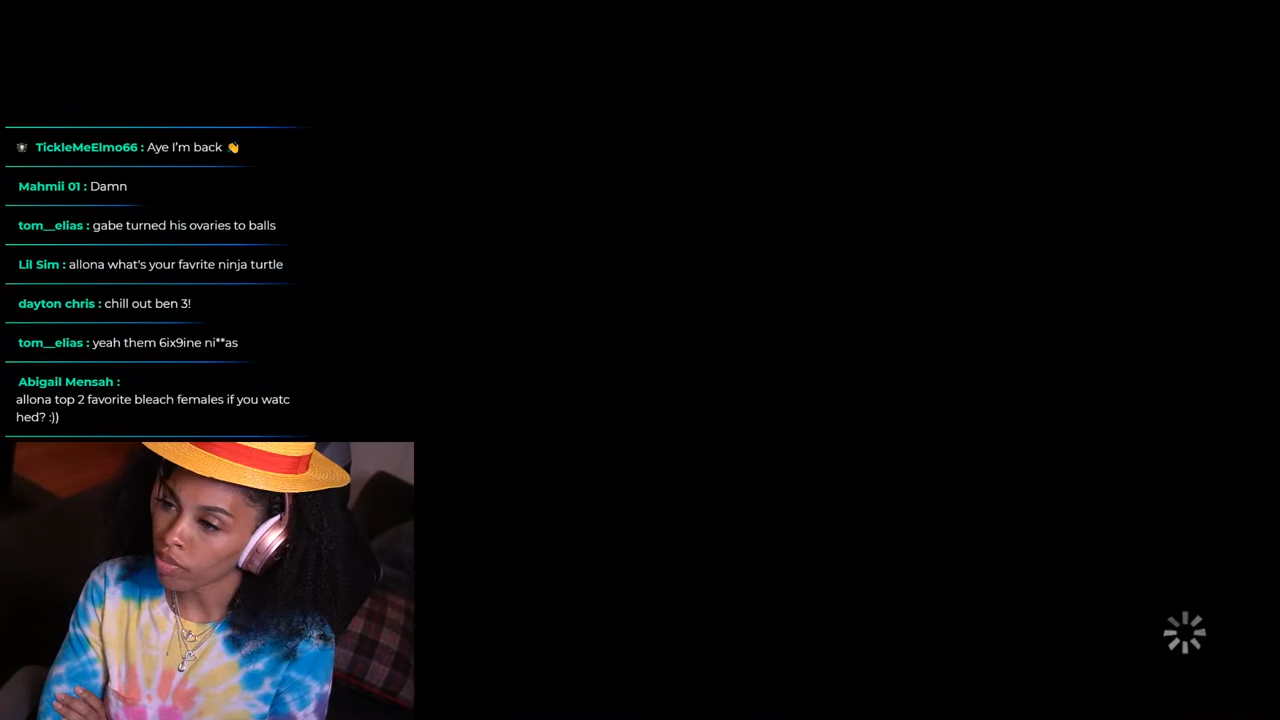 TickleMeElmo66 : Aye I'm back 👋
Mahmii 01 : Damn
tom__elias : gabe turned his ovaries to balls
Lil Sim : allona what's your favrite ninja turtle
dayton chris : chill out ben 3!
tom__elias : yeah them 6ix9ine ni**as
Abigail Mensah :
allona top 2 favorite bleach females if you watc
hed? :))